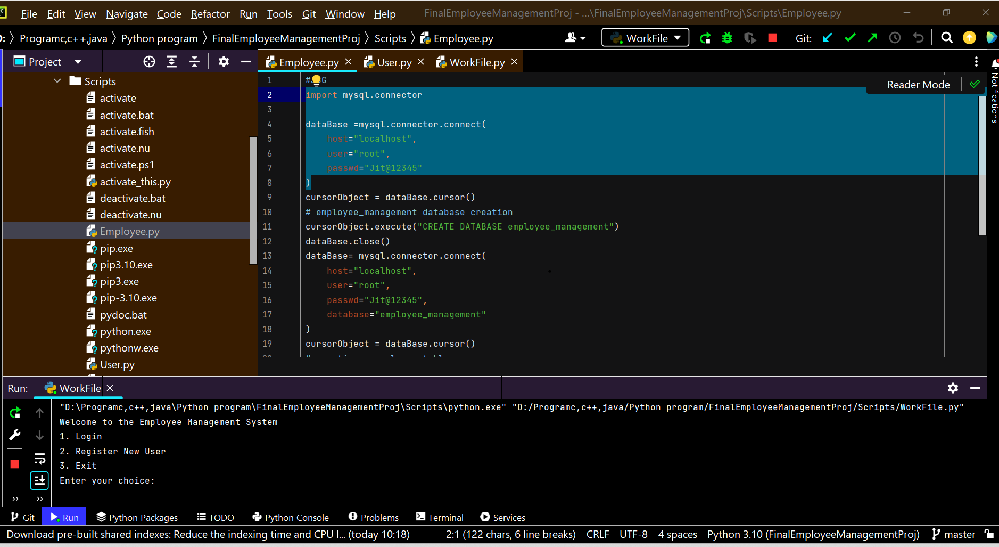 File Edit View Navigate Code Refactor Run Tools Git Window Help FinalEmployeeManagementProj - ...\FinalEmployeeManagementProj\Scripts\Employee.py
Programc,c++,java Python program FinalEmployeeManagementProj Scripts Employee.py WorkFile Git:
Project
Employee.py User.py WorkFile.py
Notifications
Reader Mode
Scripts
activate
activate.bat
activate.fish
activate.nu
activate.ps1
activate_this.py
deactivate.bat
deactivate.nu
Employee.py
pip.exe
pip3.10.exe
pip3.exe
pip-3.10.exe
pydoc.bat
python.exe
pythonw.exe
User.py
1
2 import mysql.connector
3
4 dataBase =mysql.connector.connect(
5 host="localhost",
6 user="root",
7 passwd="Jit@12345"
8 )
9 cursorObject = dataBase.cursor()
10 # employee_management database creation
11 cursorObject.execute("CREATE DATABASE employee_management")
12 dataBase.close()
13 dataBase= mysql.connector.connect(
14 host="localhost",
15 user="root",
16 passwd="Jit@12345",
17 database="employee_management"
18 )
19 cursorObject = dataBase.cursor()
Run: WorkFile
"D:\Programc,c++,java\Python program\FinalEmployeeManagementProj\Scripts\python.exe" "D:/Programc,c++,java/Python program/FinalEmployeeManagementProj/Scripts/WorkFile.py"
Welcome to the Employee Management System
1. Login
2. Register New User
3. Exit
Enter your choice:
Git Run Python Packages TODO Python Console Problems Terminal Services
Download pre-built shared indexes: Reduce the indexing time and CPU l... (today 10:18) 2:1 (122 chars, 6 line breaks) CRLF UTF-8 4 spaces Python 3.10 (FinalEmployeeManagementProj) master